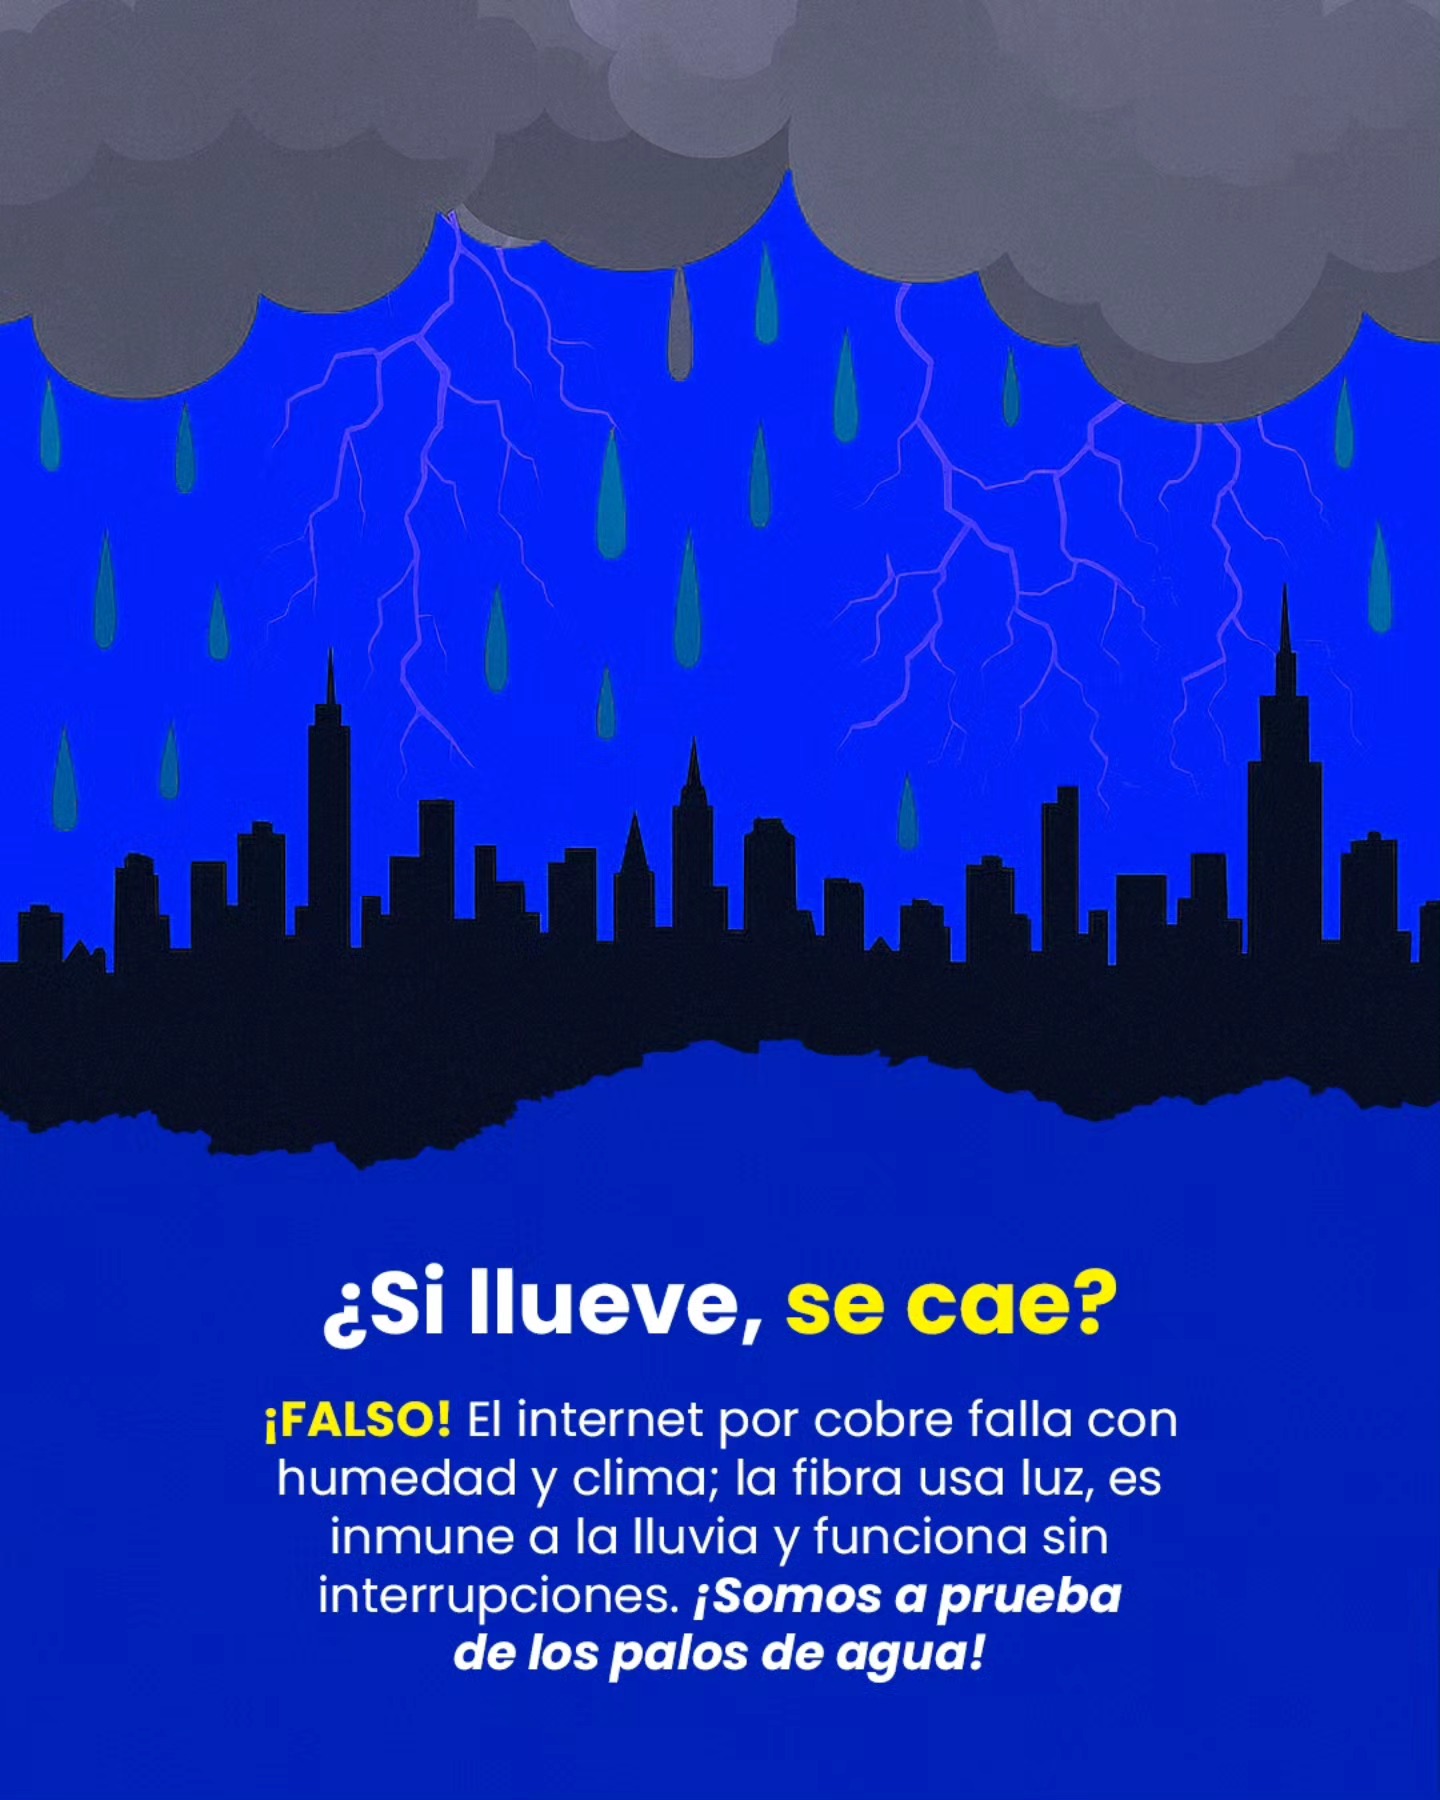 ¿Si llueve, se cae?
¡FALSO! El internet por cobre falla con
humedad y clima; la fibra usa luz, es
inmune a la lluvia y funciona sin
interrupciones. ¡Somos a prueba
de los palos de agua!